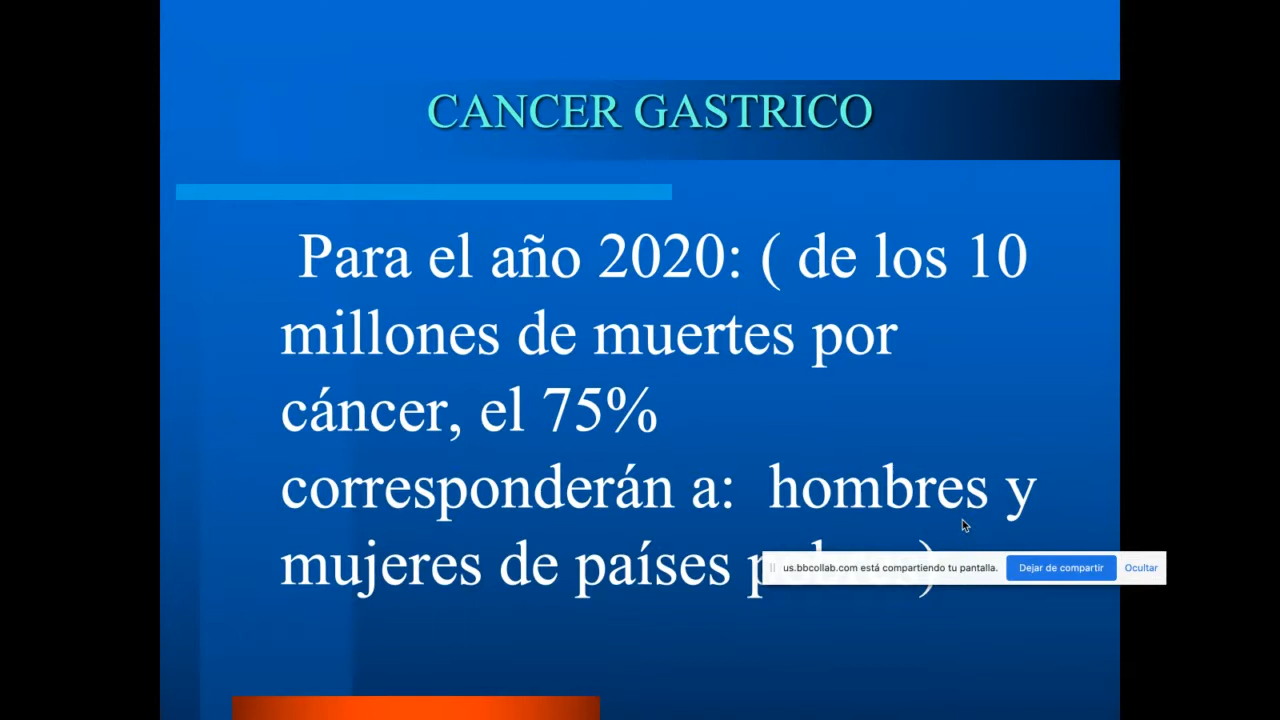 CANCER GASTRICO
Para el año 2020: ( de los 10
millones de muertes por
cáncer, el 75%
corresponderán a: hombres y
mujeres de países )
us.bbcollab.com está compartiendo tu pantalla. Dejar de compartir Ocultar